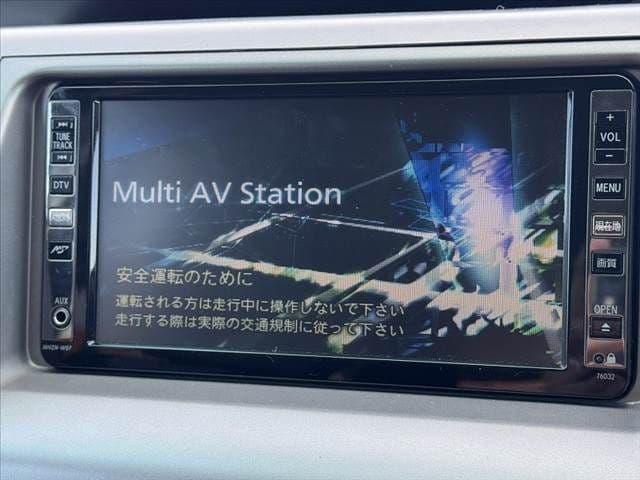 TUNE
TRACK
DTV
AUX
NHZN-W57
Multi AV Station
安全運転のために
運転される方は走行中に操作しないで下さい
走行する際は実際の交通規制に従って下さい
+
VOL
−
MENU
現在地
画質
OPEN
76032